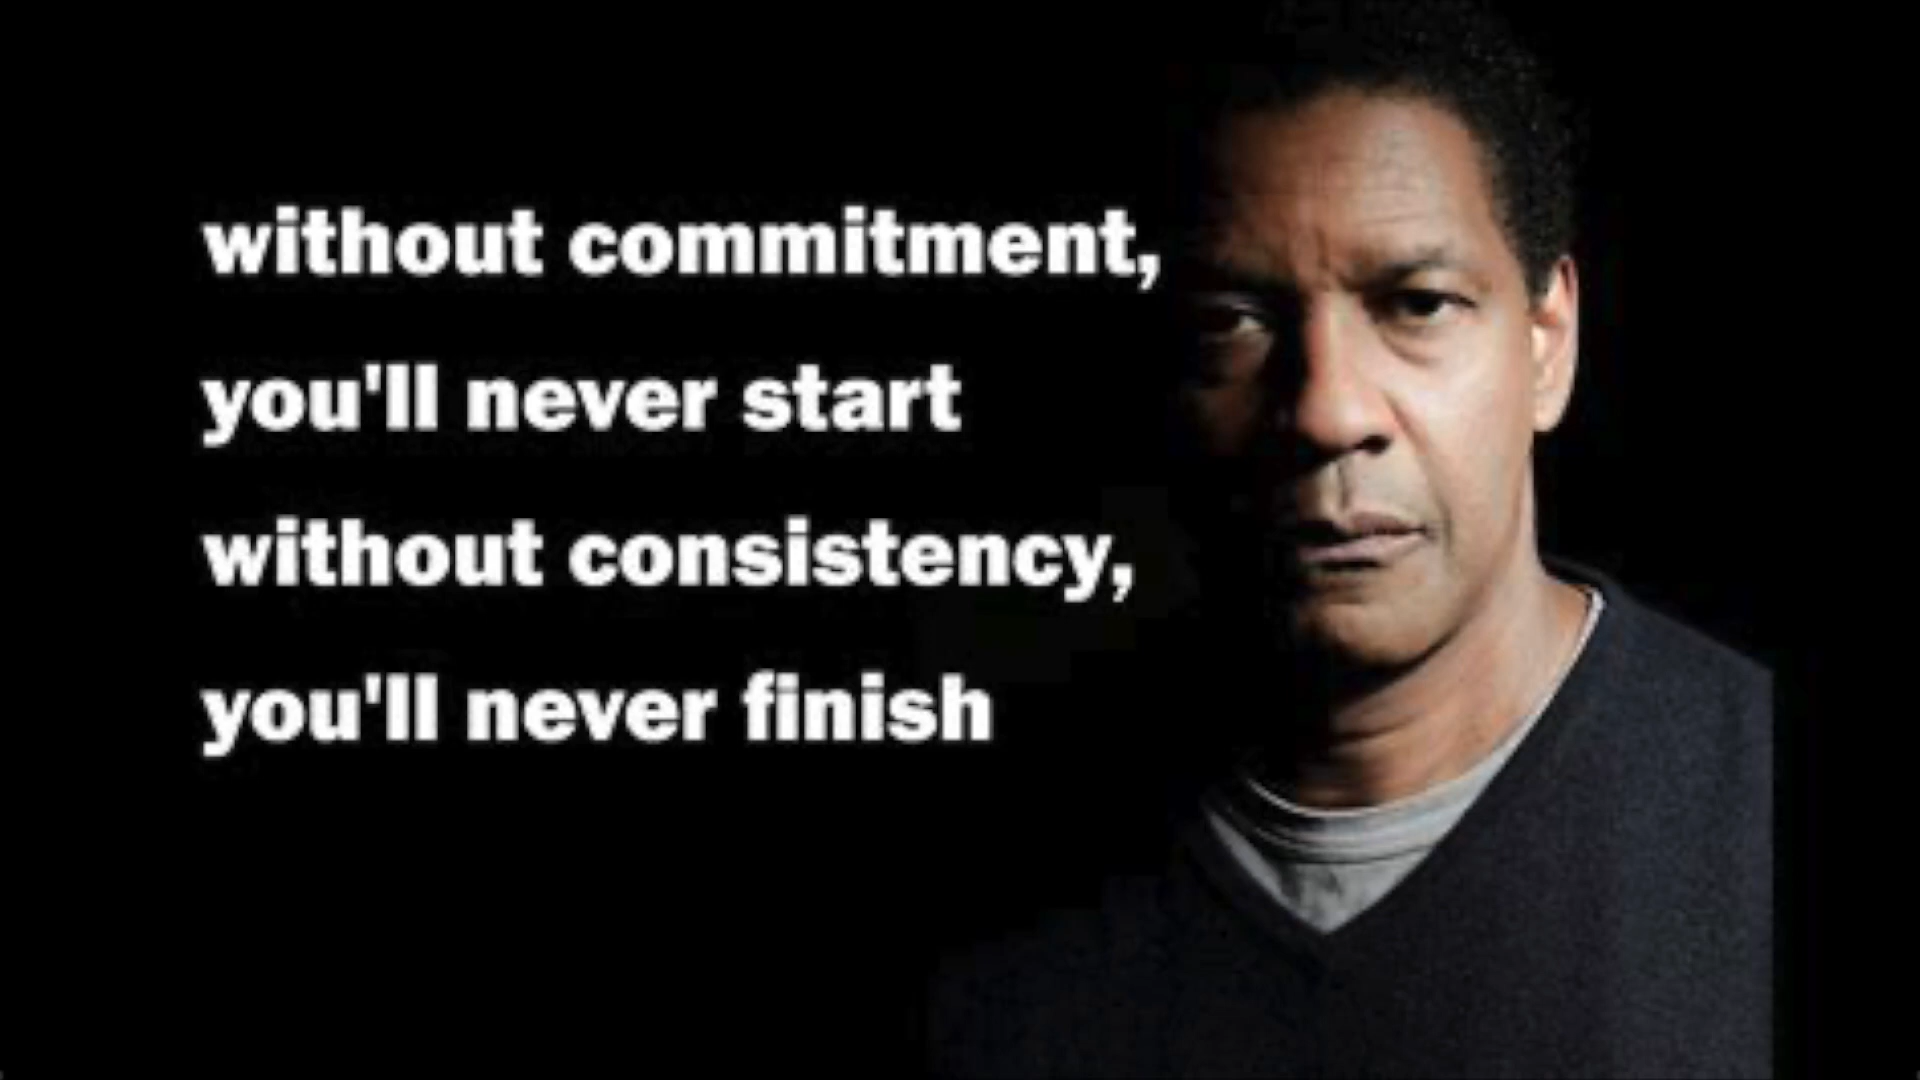 without commitment,
you'll never start
without consistency,
you'll never finish